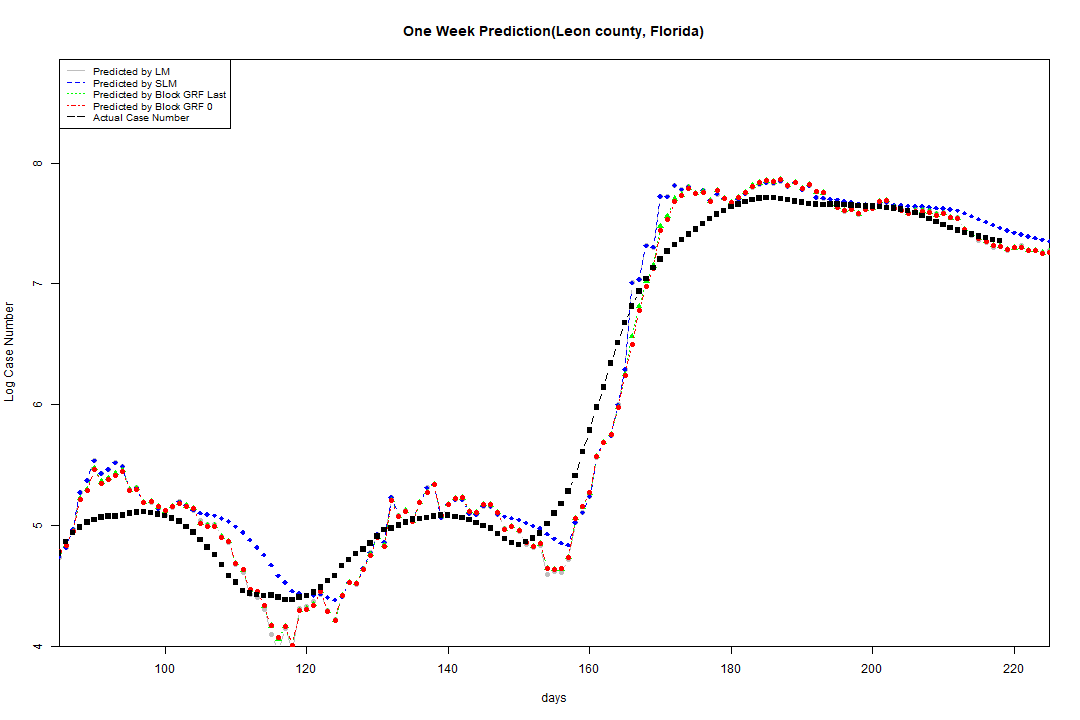 One Week Prediction(Leon county, Florida)
Predicted by LM
Predicted by SLM
Predicted by Block GRF Last
Predicted by Block GRF 0
Actual Case Number
8
7
6
5
4
Log Case Number
100 120 140 160 180 200 220
days